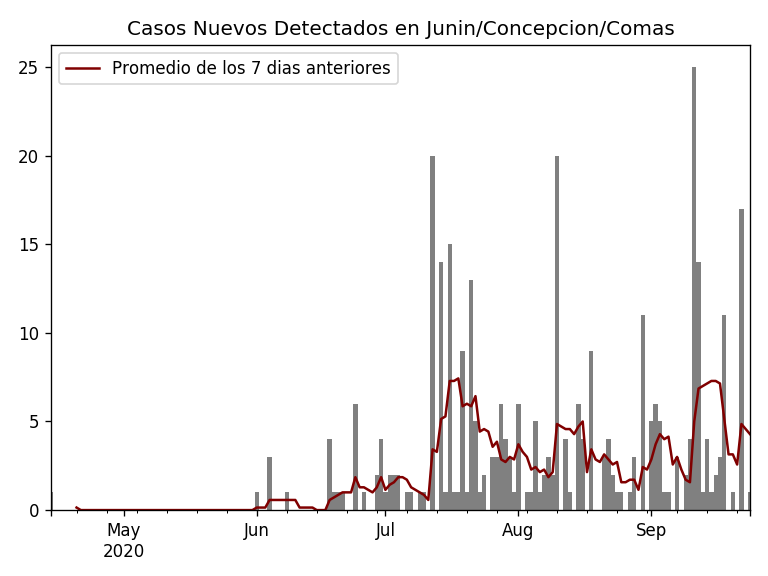 Casos Nuevos Detectados en Junin/Concepcion/Comas
Promedio de los 7 dias anteriores
25
20
15
10
5
0
May Jun Jul Aug Sep
2020